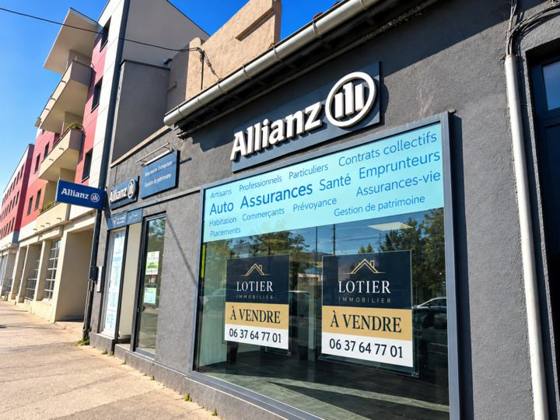 Allianz
Artisans Professionnels Particuliers Contrats collectifs
Auto Assurances Santé Emprunteurs
Habitation Commerçants Prévoyance Assurances-vie
Placements Gestion de patrimoine
Allianz
Allianz
LOTIER
IMMOBILIER
À VENDRE
06 37 64 77 01
LOTIER
IMMOBILIER
À VENDRE
06 37 64 77 01